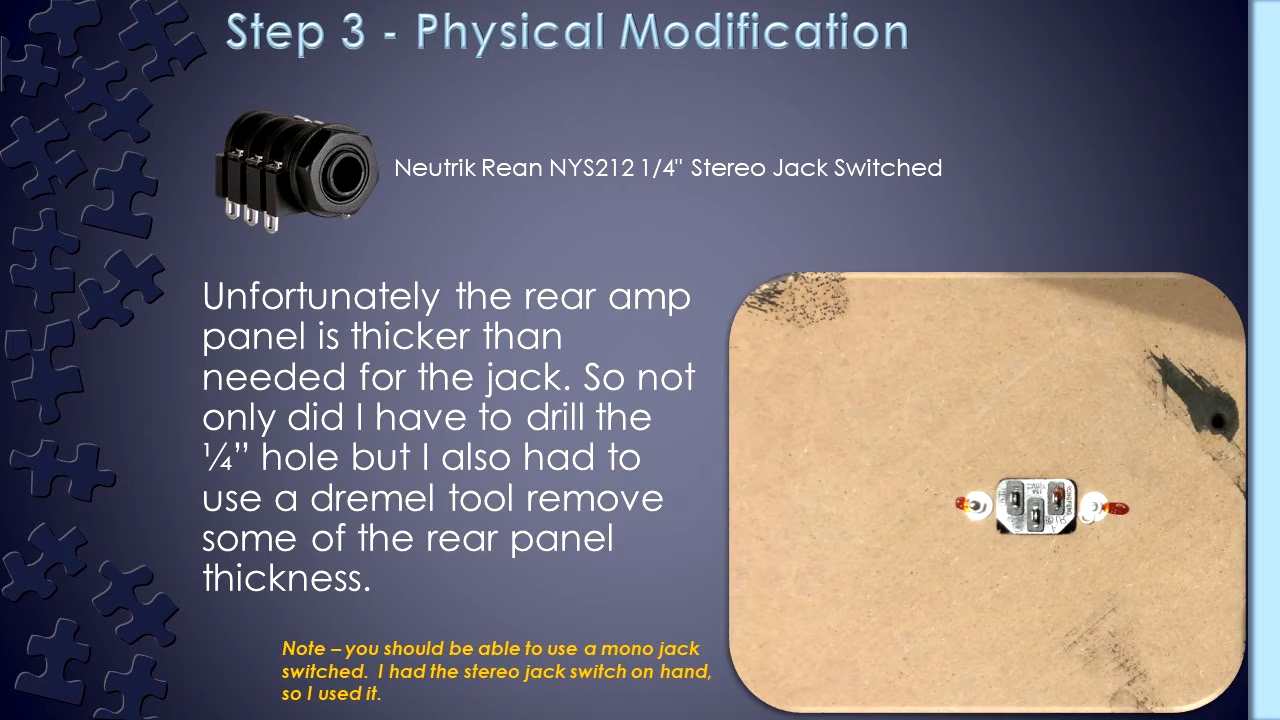 Step 3 - Physical Modification
Neutrik Rean NYS212 1/4" Stereo Jack Switched
Unfortunately the rear amp
panel is thicker than
needed for the jack. So not
only did I have to drill the
¼” hole but I also had to
use a dremel tool remove
some of the rear panel
thickness.
Note – you should be able to use a mono jack
switched. I had the stereo jack switch on hand,
so I used it.